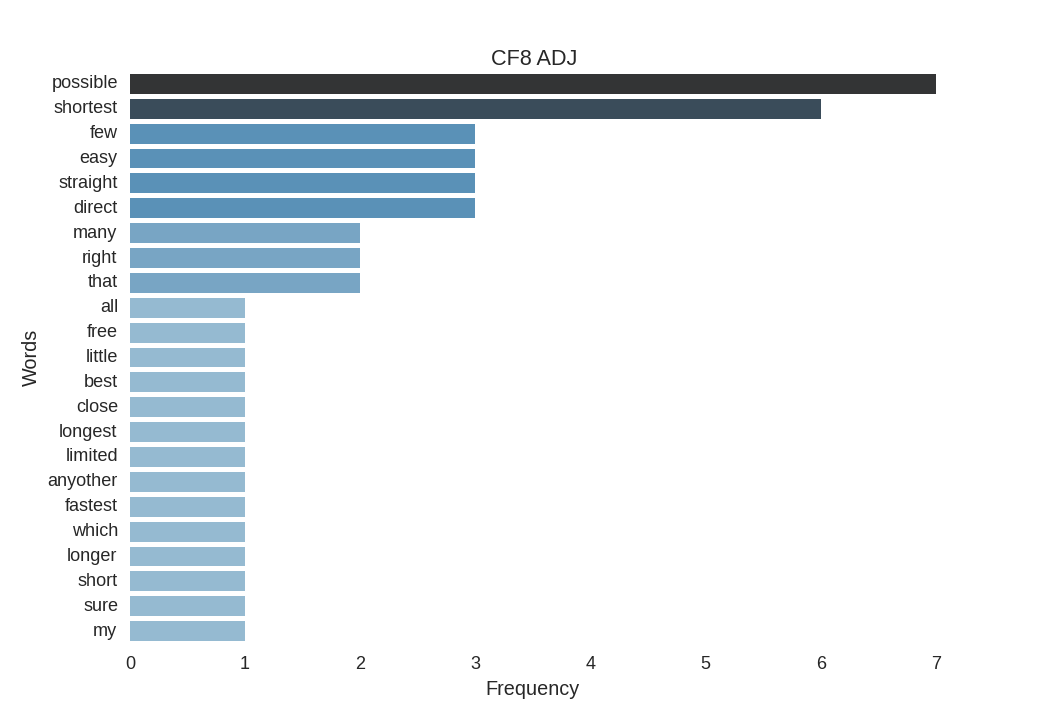 CF8 ADJ
possible
shortest
few
easy
straight
direct
many
right
that
all
free
little
best
close
longest
limited
anyother
fastest
which
longer
short
sure
my
Words
0 1 2 3 4 5 6 7
Frequency